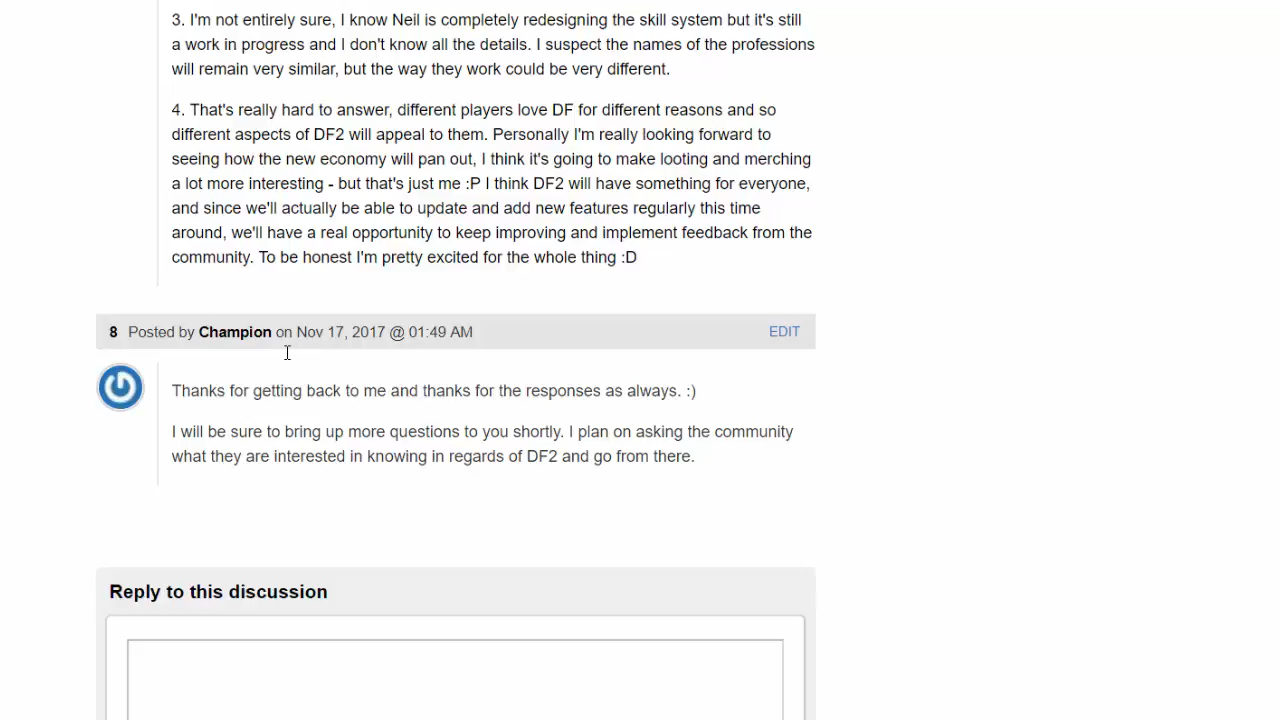 3. I'm not entirely sure, I know Neil is completely redesigning the skill system but it's still
a work in progress and I don't know all the details. I suspect the names of the professions
will remain very similar, but the way they work could be very different.
4. That's really hard to answer, different players love DF for different reasons and so
different aspects of DF2 will appeal to them. Personally I'm really looking forward to
seeing how the new economy will pan out, I think it's going to make looting and merching
a lot more interesting - but that's just me :P I think DF2 will have something for everyone,
and since we'll actually be able to update and add new features regularly this time
around, we'll have a real opportunity to keep improving and implement feedback from the
community. To be honest I'm pretty excited for the whole thing :D
8 Posted by Champion on Nov 17, 2017 @ 01:49 AM EDIT
Thanks for getting back to me and thanks for the responses as always. :)
I will be sure to bring up more questions to you shortly. I plan on asking the community
what they are interested in knowing in regards of DF2 and go from there.
Reply to this discussion